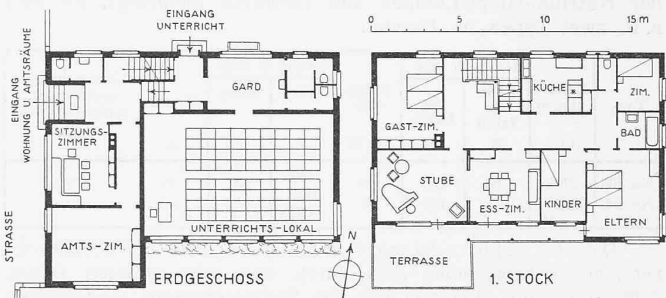 EINGANG
UNTERRICHT
0 5 10 15 m
EINGANG
WOHNUNG U. AMTSRÄUME
GARD.
SITZUNGS-
ZIMMER
UNTERRICHTS-LOKAL
STRASSE
AMTS-ZIM.
ERDGESCHOSS
N
KÜCHE
ZIM.
GAST-ZIM.
BAD
STUBE
ESS-ZIM.
KINDER
ELTERN
TERRASSE
1. STOCK